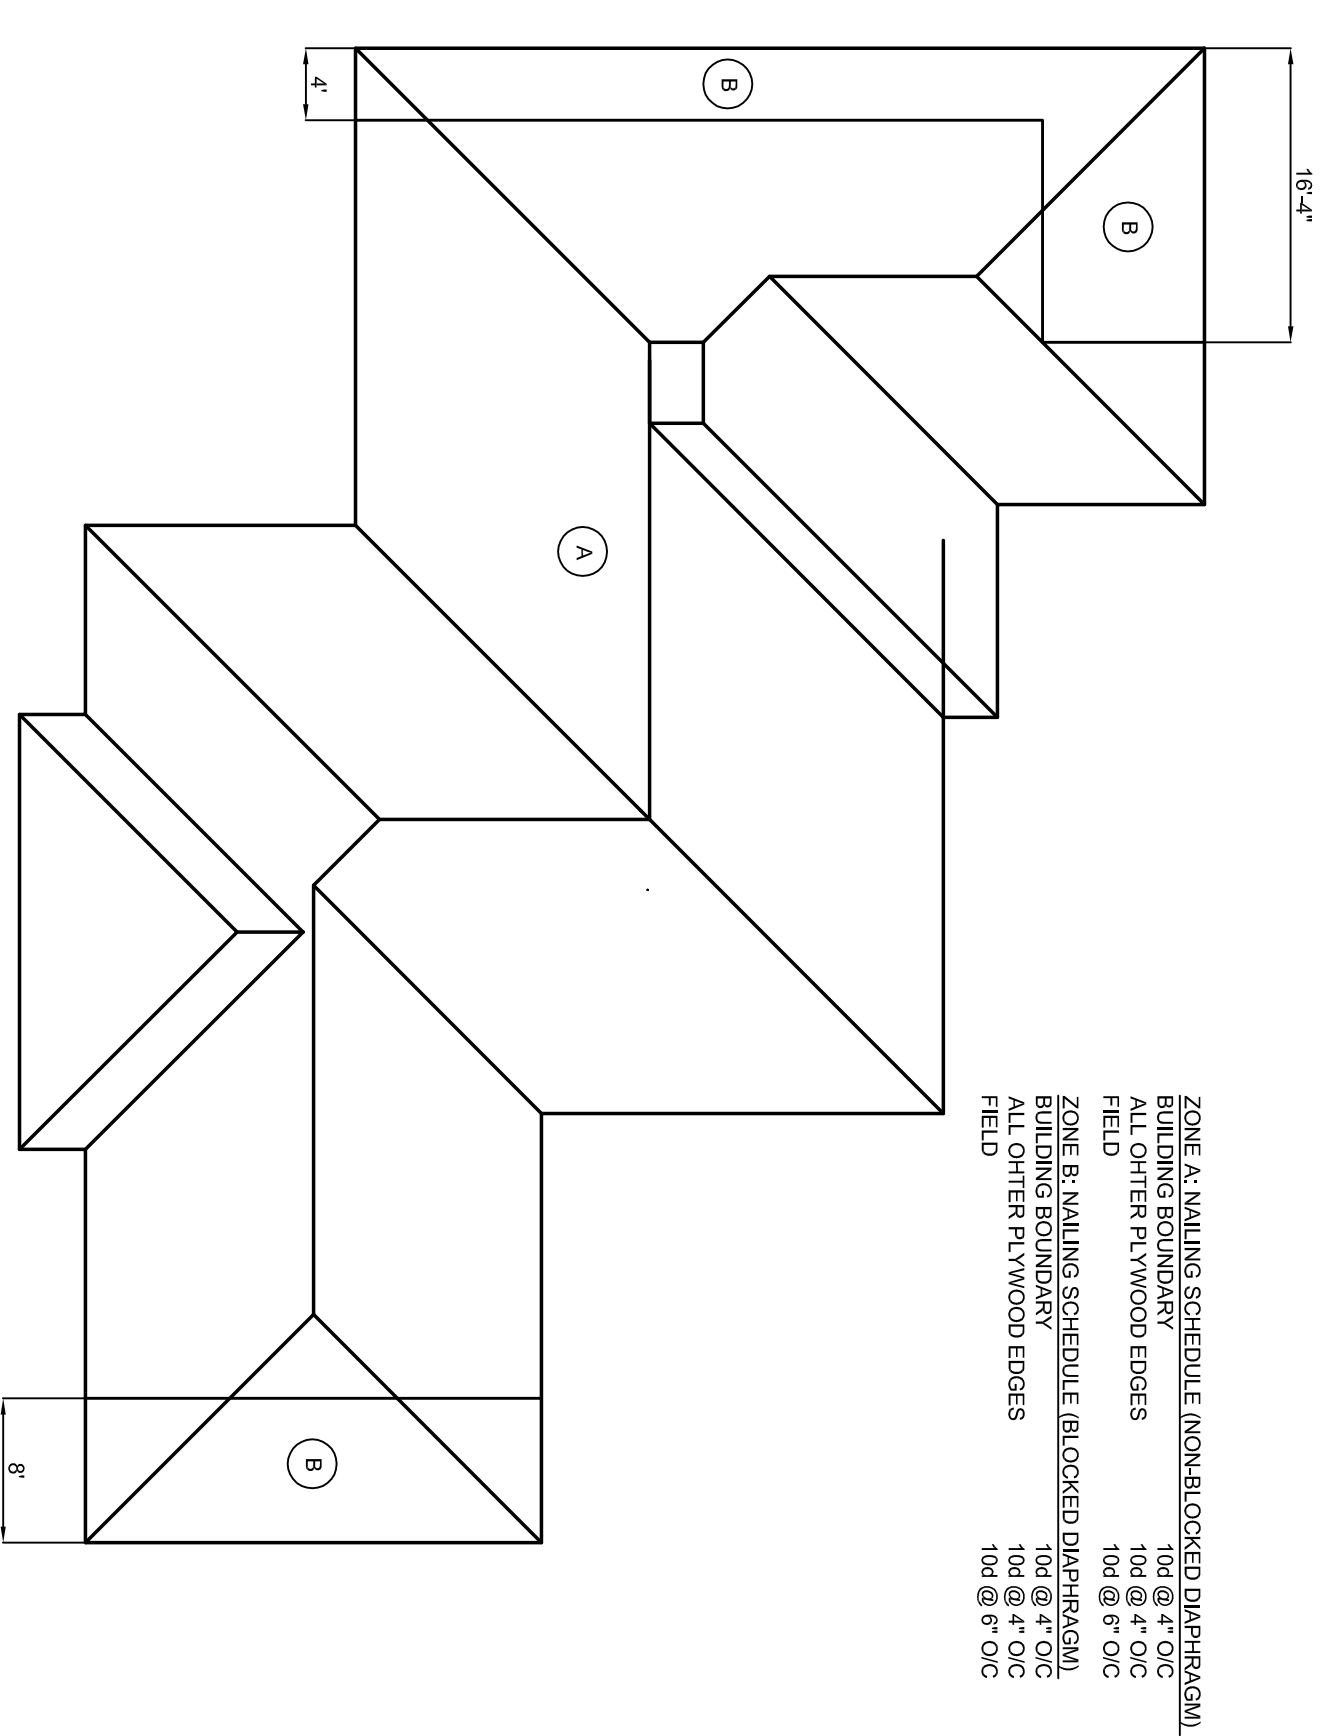 16'-4"
B
B
4'
A
ZONE A: NAILING SCHEDULE (NON-BLOCKED DIAPHRAGM)
BUILDING BOUNDARY 10d @ 4" O/C
ALL OHTER PLYWOOD EDGES 10d @ 4" O/C
FIELD 10d @ 6" O/C
ZONE B: NAILING SCHEDULE (BLOCKED DIAPHRAGM)
BUILDING BOUNDARY 10d @ 4" O/C
ALL OHTER PLYWOOD EDGES 10d @ 4" O/C
FIELD 10d @ 6" O/C
B
8'